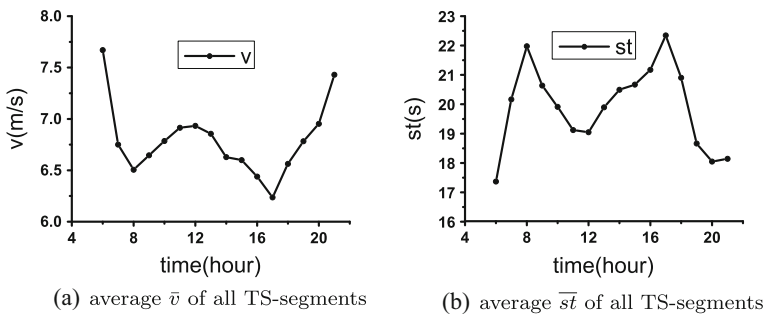 8.0
7.5
7.0
6.5
6.0
v(m/s)
v
4 8 12 16 20
time(hour)
(a) average v̄ of all TS-segments
23
22
21
20
19
18
17
16
st(s)
st
4 8 12 16 20
time(hour)
(b) average s̅t̅ of all TS-segments